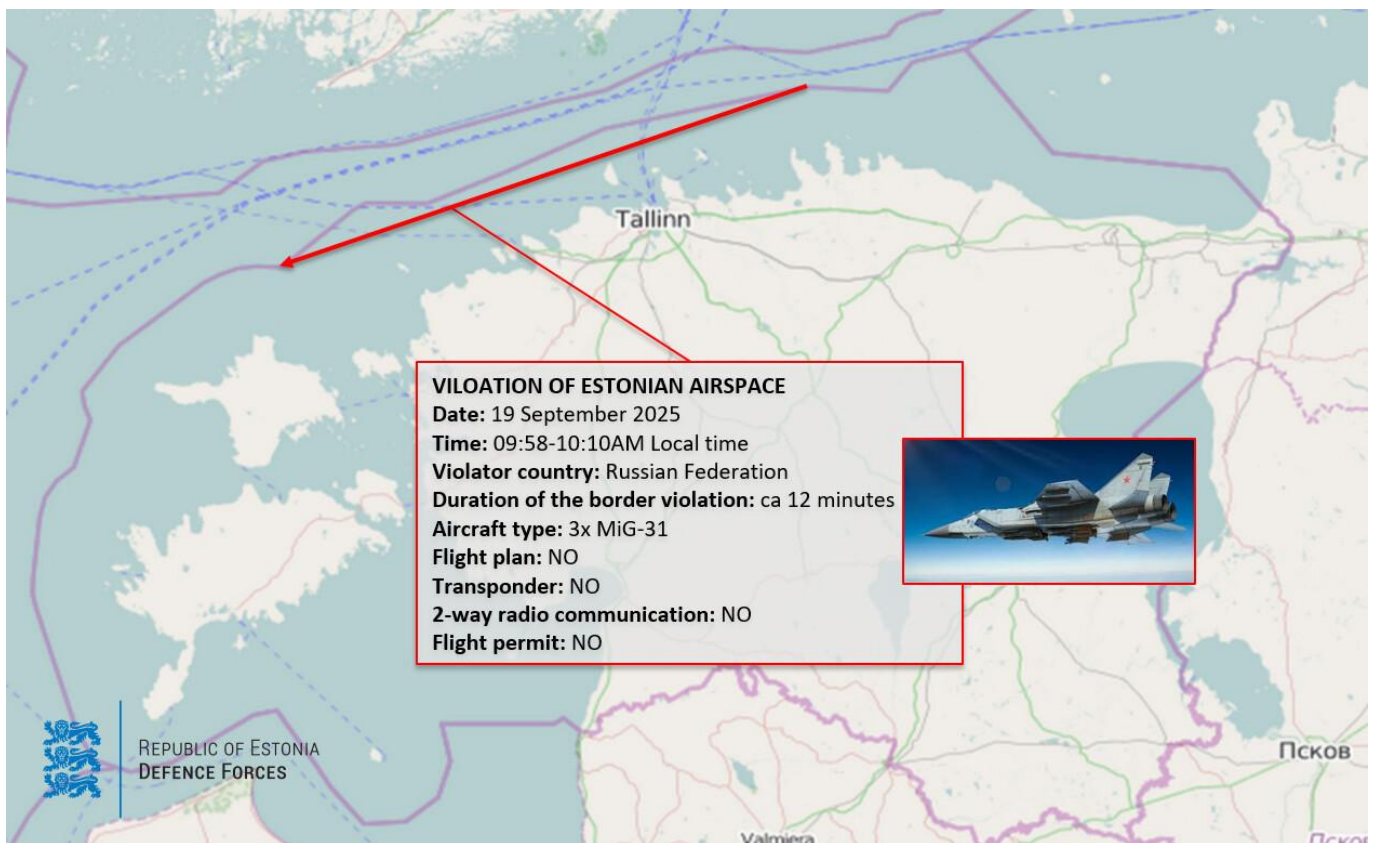 Tallinn
VILOATION OF ESTONIAN AIRSPACE
Date: 19 September 2025
Time: 09:58-10:10AM Local time
Violator country: Russian Federation
Duration of the border violation: ca 12 minutes
Aircraft type: 3x MiG-31
Flight plan: NO
Transponder: NO
2-way radio communication: NO
Flight permit: NO
REPUBLIC OF ESTONIA
DEFENCE FORCES
Псков
Valmiera
Псков